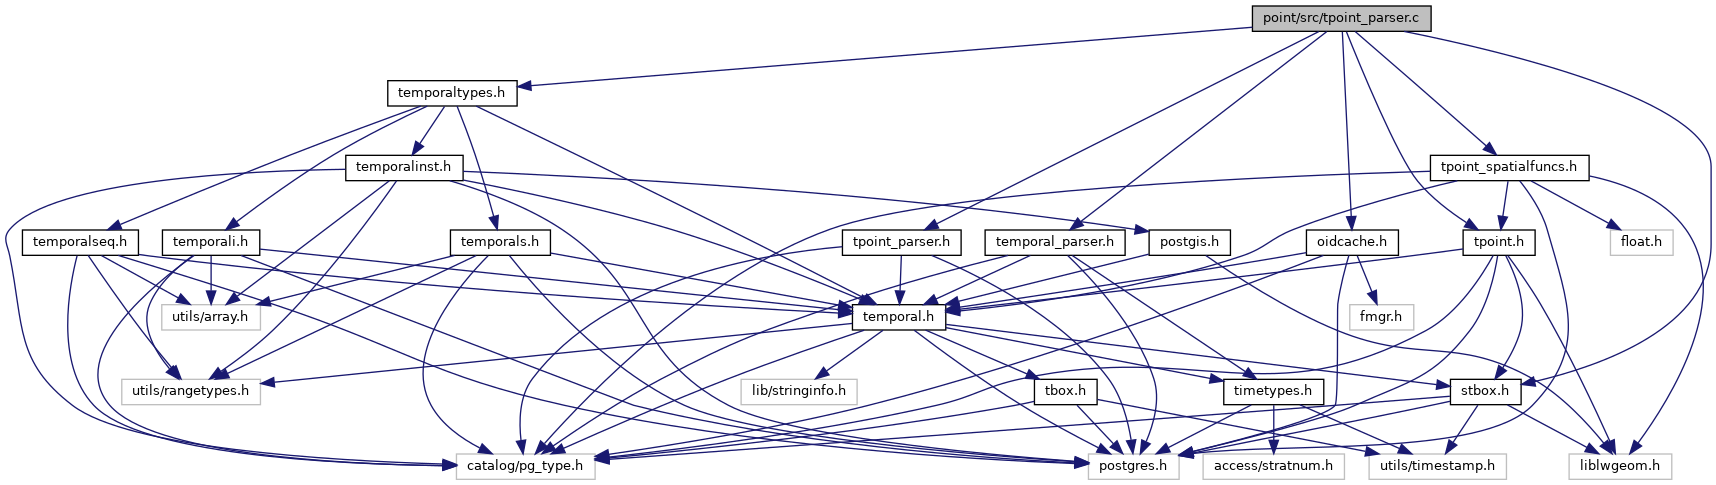 point/src/tpoint_parser.c
temporaltypes.h
temporalinst.h
tpoint_spatialfuncs.h
temporalseq.h
temporali.h
temporals.h
tpoint_parser.h
temporal_parser.h
postgis.h
oidcache.h
tpoint.h
float.h
utils/array.h
temporal.h
fmgr.h
utils/rangetypes.h
lib/stringinfo.h
tbox.h
timetypes.h
stbox.h
catalog/pg_type.h
postgres.h
access/stratnum.h
utils/timestamp.h
liblwgeom.h